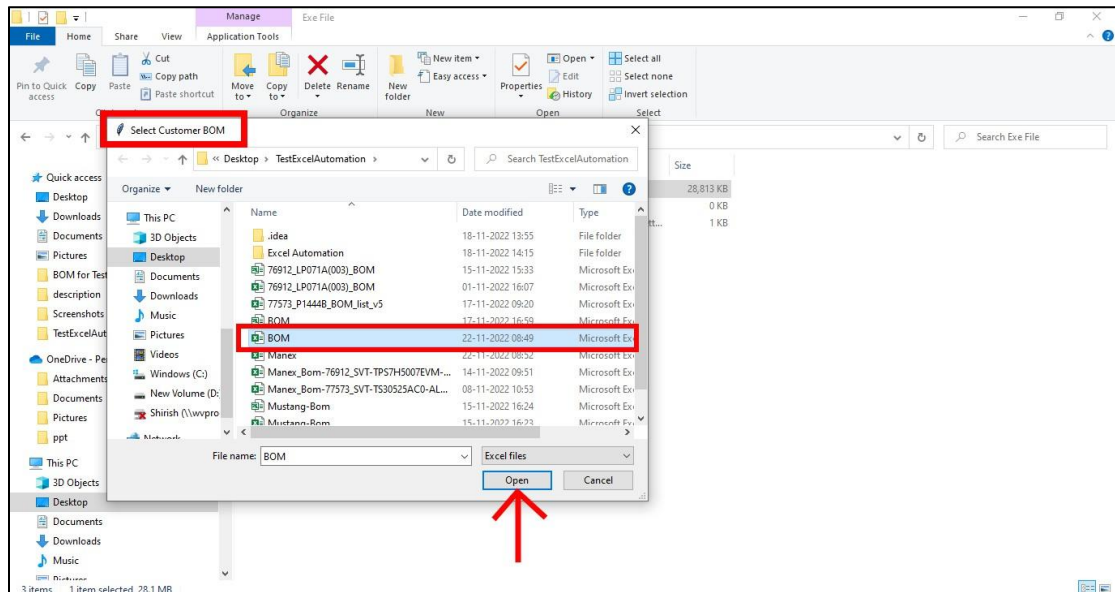 Manage Exe File
File Home Share View Application Tools
Pin to Quick access
Copy
Paste
Cut
Copy path
Paste shortcut
Move to
Copy to
Delete
Rename
Organize
New folder
New item
Easy access
New
Properties
Open
Edit
History
Open
Select all
Select none
Invert selection
Select
Search Exe File
Size
28,813 KB
0 KB
1 KB
Quick access
Desktop
Downloads
Documents
Pictures
BOM for Test
description
Screenshots
TestExcelAut
OneDrive - Pe
Attachments
Documents
Pictures
ppt
This PC
3D Objects
Desktop
Documents
Downloads
Music
Pictures
3 items 1 item selected 28.1 MB
Select Customer BOM
« Desktop > TestExcelAutomation >
Search TestExcelAutomation
Organize New folder
This PC
3D Objects
Desktop
Documents
Downloads
Music
Pictures
Videos
Windows (C:)
New Volume (D:
Shirish (\\wvpro
Network
Name Date modified Type
.idea 18-11-2022 13:55 File folder
Excel Automation 18-11-2022 14:15 File folder
76912_LP071A(003)_BOM 15-11-2022 15:33 Microsoft Ex
76912_LP071A(003)_BOM 01-11-2022 16:07 Microsoft Ex
77573_P1444B_BOM_list_v5 17-11-2022 09:20 Microsoft Ex
BOM 17-11-2022 16:59 Microsoft Ex
BOM 22-11-2022 08:49 Microsoft Ex
Manex 22-11-2022 08:52 Microsoft Ex
Manex_Bom-76912_SVT-TPS7H5007EVM-... 14-11-2022 09:51 Microsoft Ex
Manex_Bom-77573_SVT-TS30525AC0-AL... 08-11-2022 10:53 Microsoft Ex
Mustang-Bom 15-11-2022 16:24 Microsoft Ex
Mustang-Bom 15-11-2022 16:23 Microsoft Ex
File name: BOM Excel files
Open Cancel